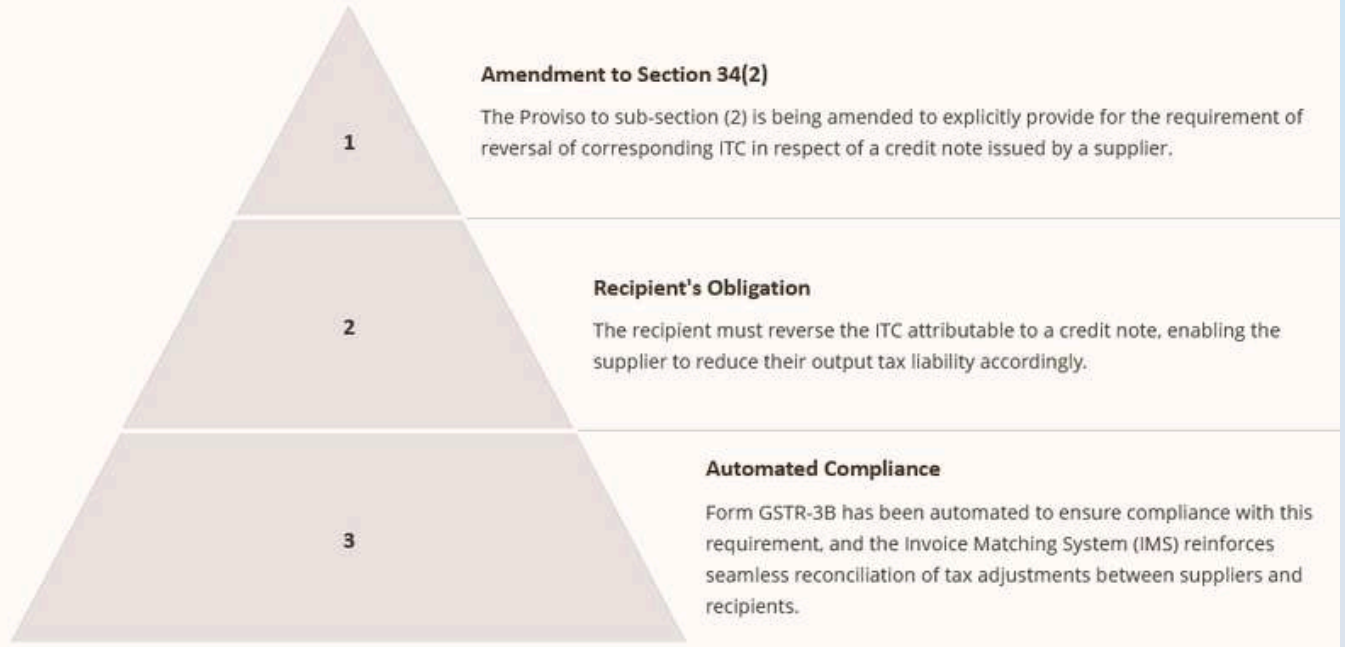 1
Amendment to Section 34(2)
The Proviso to sub-section (2) is being amended to explicitly provide for the requirement of
reversal of corresponding ITC in respect of a credit note issued by a supplier.
2
Recipient's Obligation
The recipient must reverse the ITC attributable to a credit note, enabling the
supplier to reduce their output tax liability accordingly.
3
Automated Compliance
Form GSTR-3B has been automated to ensure compliance with this
requirement, and the Invoice Matching System (IMS) reinforces
seamless reconciliation of tax adjustments between suppliers and
recipients.